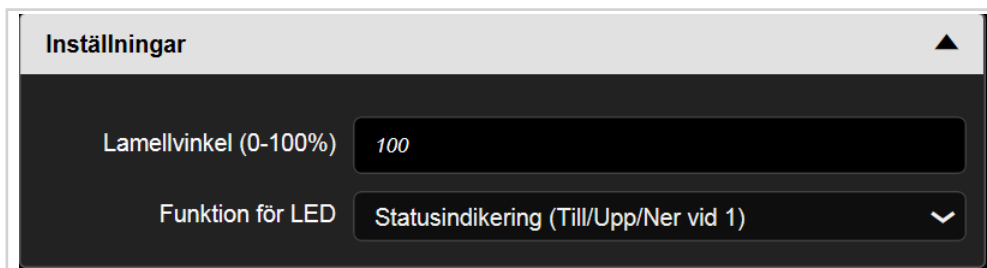 Inställningar
Lamellvinkel (0-100%) 100
Funktion för LED Statusindikering (Till/Upp/Ner vid 1)